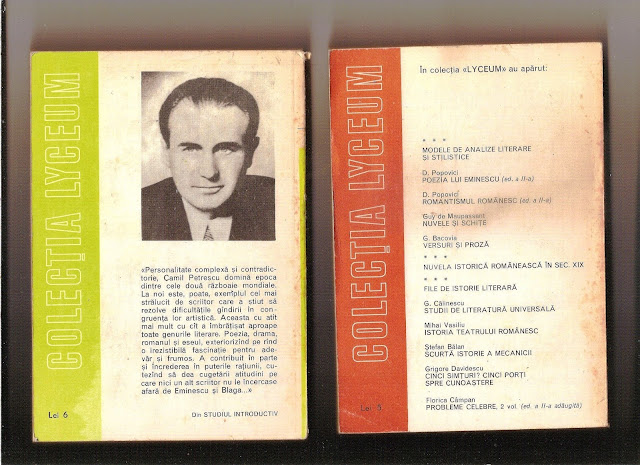 COLECȚIA LYCEUM
«Personalitate complexă și contradic-
torie, Camil Petrescu domină epoca
dintre cele două războaie mondiale.
La noi este, poate, exemplul cel mai
strălucit de scriitor care a știut să
rezolve dificultățile gîndirii în con-
gruența lor artistică. Aceasta cu atît
mai mult cu cît a îmbrățișat aproape
toate genurile literare. Poezia, drama,
romanul și eseul, exteriorizînd pe rînd
o irezistibilă fascinație pentru ade-
văr și frumos. A contribuit în parte
și încrederea în puterile rațiunii, cu-
tezînd să dea cugetării atitudini pe
care nici un alt scriitor nu le încercase
afară de Eminescu și Blaga...»
Lei 6
Din STUDIUL INTRODUCTIV
COLECȚIA LYCEUM
În colecția «LYCEUM» au apărut:
* * *
MODELE DE ANALIZE LITERARE
ȘI STILISTICE
D. Popovici
POEZIA LUI EMINESCU (ed. a II-a)
D. Popovici
ROMANTISMUL ROMÂNESC (ed. a II-a)
Guy de Maupassant
NUVELE ȘI SCHIȚE
G. Bacovia
VERSURI ȘI PROZĂ
* * *
NUVELA ISTORICĂ ROMÂNEASCĂ ÎN SEC. XIX
* * *
FILE DE ISTORIE LITERARĂ
G. Călinescu
STUDII DE LITERATURĂ UNIVERSALĂ
Mihai Vasiliu
ISTORIA TEATRULUI ROMÂNESC
Ștefan Bălan
SCURTĂ ISTORIE A MECANICII
Grigore Davidescu
CINCI SIMȚURI? CINCI PORȚI
SPRE CUNOAȘTERE
Florica Câmpan
PROBLEME CELEBRE, 2 vol. (ed. a II-a adăugită)
Lei 5